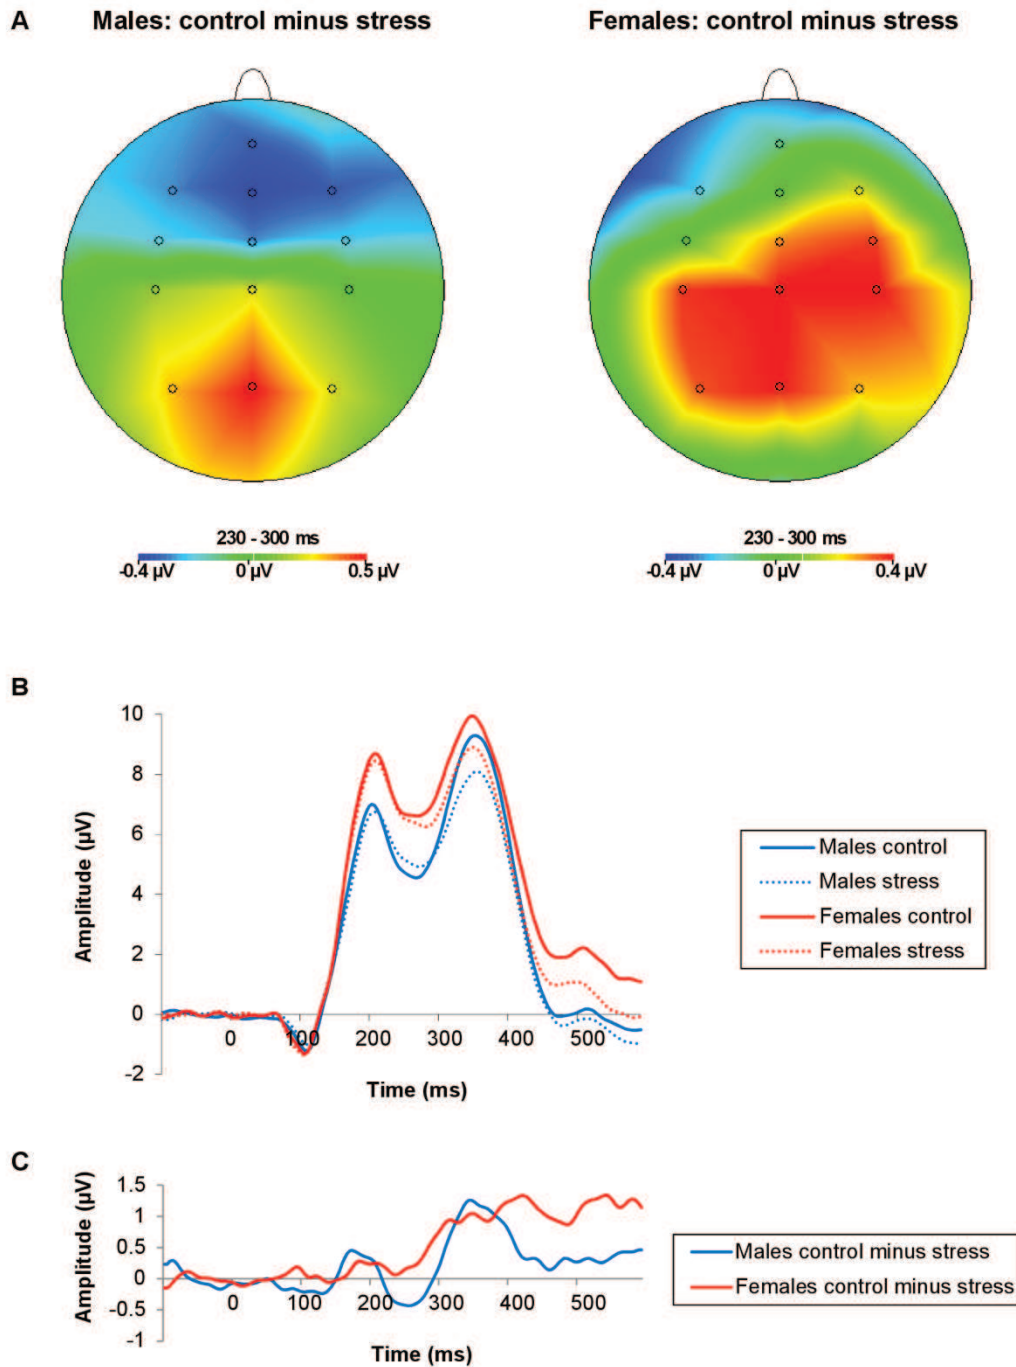 A
Males: control minus stress
Females: control minus stress
230 - 300 ms
-0.4 µV 0 µV 0.5 µV
230 - 300 ms
-0.4 µV 0 µV 0.4 µV
B
Amplitude (µV)
10
8
6
4
2
0
-2
0 100 200 300 400 500
Time (ms)
Males control
Males stress
Females control
Females stress
C
Amplitude (µV)
1.5
1
0.5
0
-0.5
-1
0 100 200 300 400 500
Time (ms)
Males control minus stress
Females control minus stress